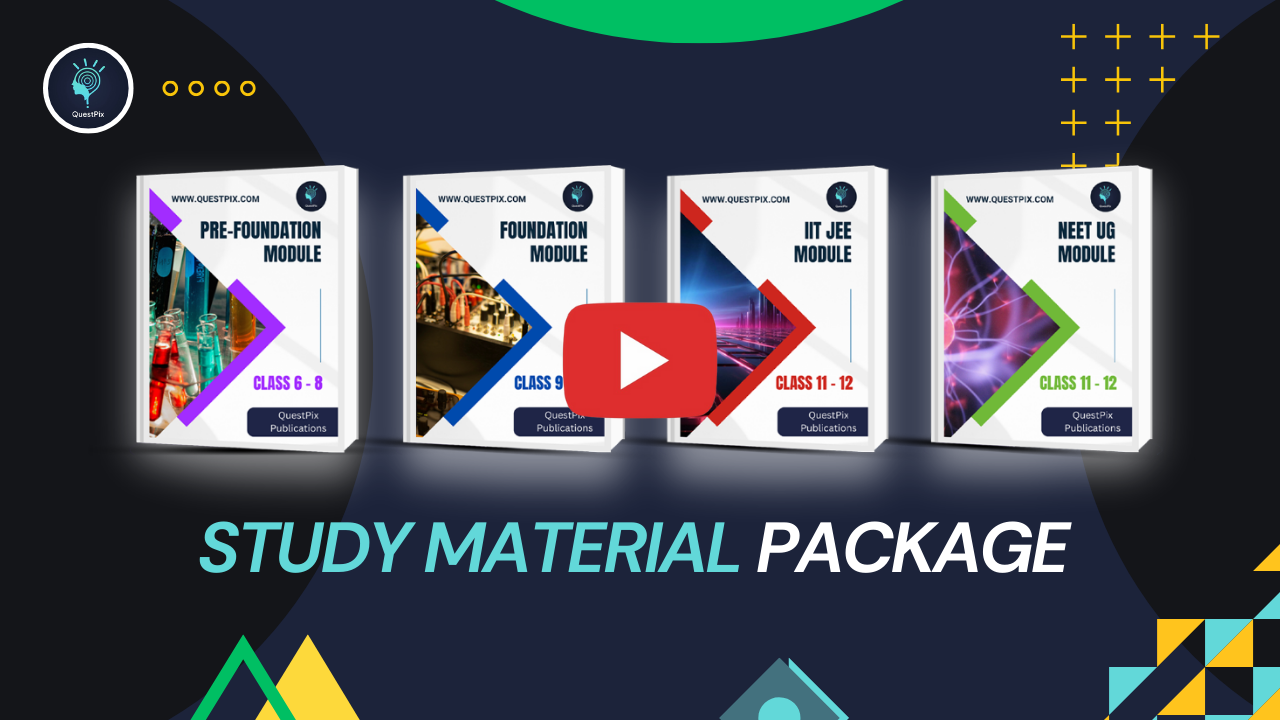 QuestPix
WWW.QUESTPIX.COM
PRE-FOUNDATION
MODULE
CLASS 6 - 8
QuestPix
Publications
WWW.QUESTPIX.COM
FOUNDATION
MODULE
CLASS 9
QuestPix
Publications
WWW.QUESTPIX.COM
IIT JEE
MODULE
CLASS 11 - 12
QuestPix
Publications
WWW.QUESTPIX.COM
NEET UG
MODULE
CLASS 11 - 12
QuestPix
Publications
STUDY MATERIAL PACKAGE